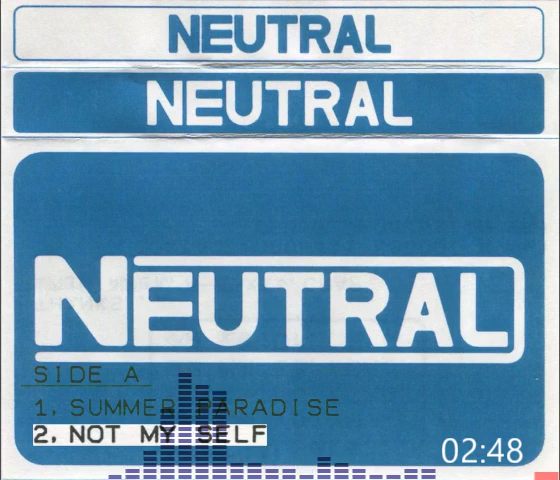 NEUTRAL
NEUTRAL
NEUTRAL
SIDE A
1. SUMMER PARADISE
2. NOT MY SELF
02:48